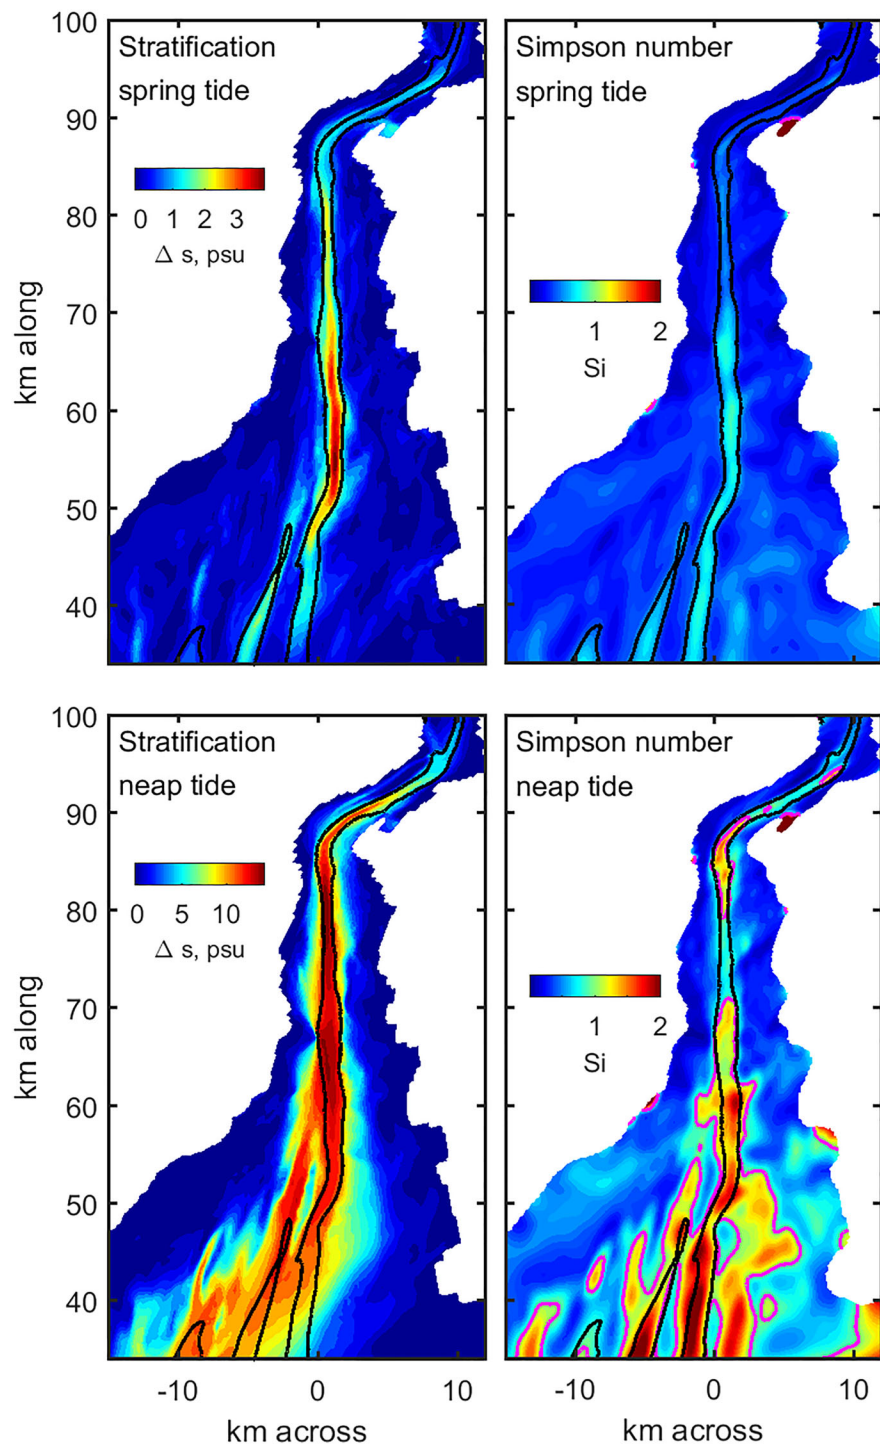 100
90
80
70
60
50
40
km along
Stratification
spring tide
0 1 2 3
Δ s, psu
Simpson number
spring tide
1 2
Si
100
90
80
70
60
50
40
km along
Stratification
neap tide
0 5 10
Δ s, psu
-10 0 10
km across
Simpson number
neap tide
1 2
Si
-10 0 10
km across